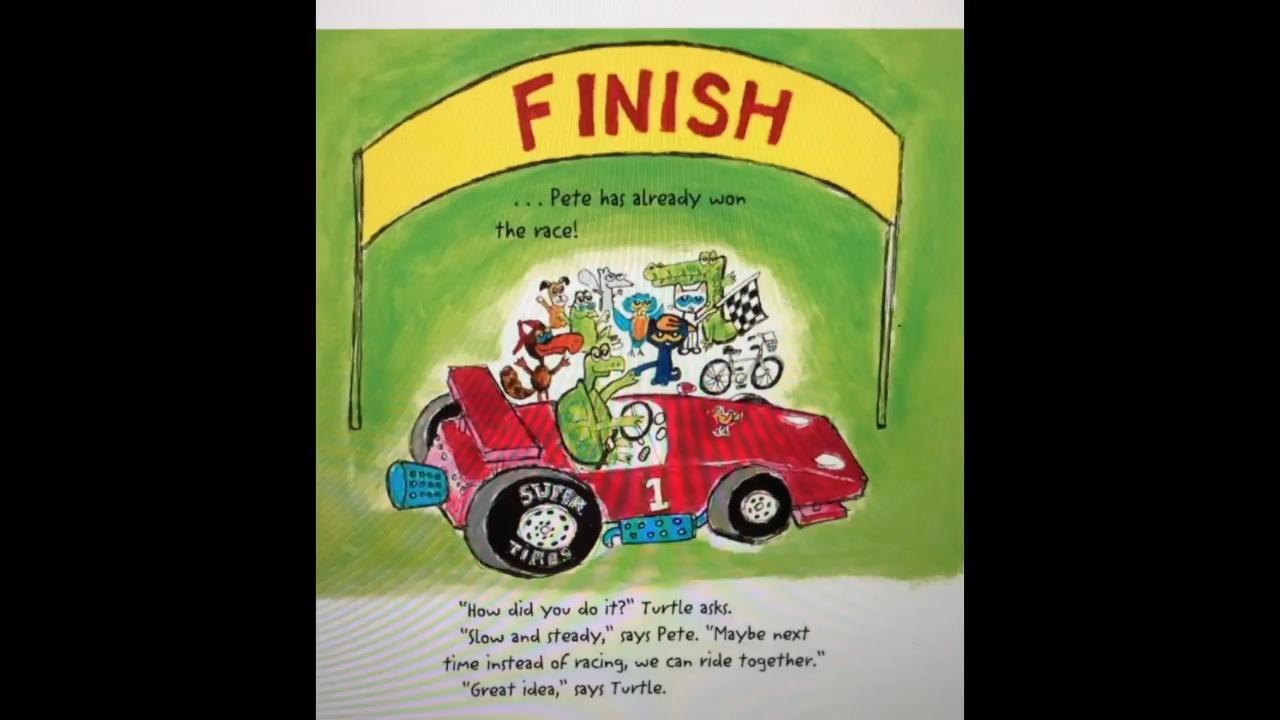 FINISH
... Pete has already won
the race!
SUPER
TIRES
1
"How did you do it?" Turtle asks.
"Slow and steady," says Pete. "Maybe next
time instead of racing, we can ride together."
"Great idea," says Turtle.